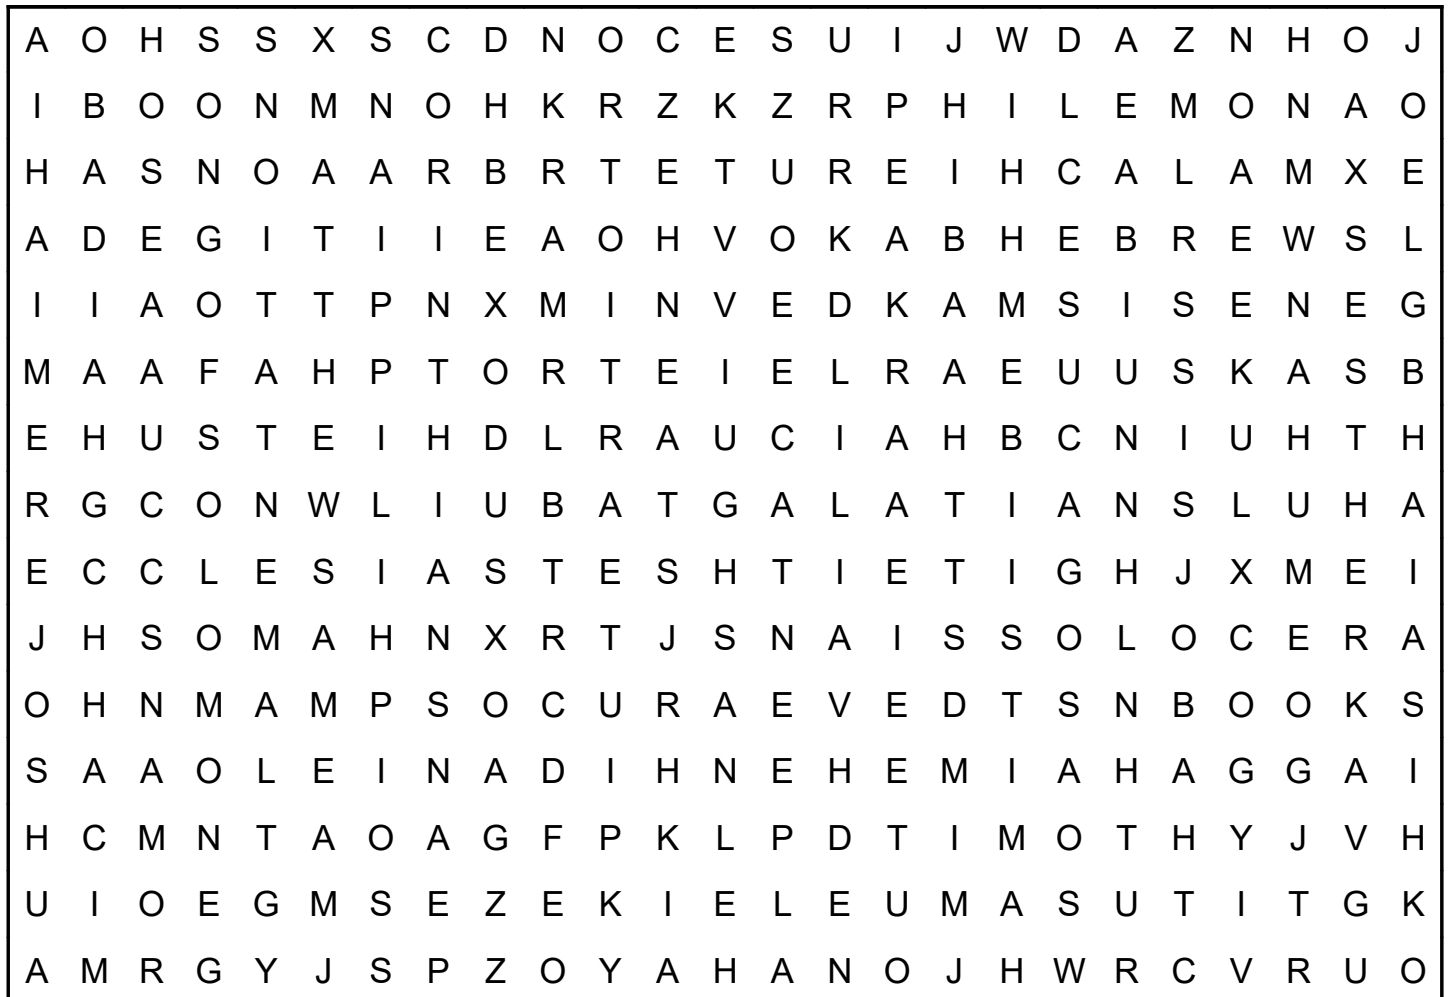 A O H S S X S C D N O C E S U I J W D A Z N H O J
I B O O N M N O H K R Z K Z R P H I L E M O N A O
H A S N O A A R B R T E T U R E I H C A L A M X E
A D E G I T I I E A O H V O K A B H E B R E W S L
I I A O T T P N X M I N V E D K A M S I S E N E G
M A A F A H P T O R T E I E L R A E U U S K A S B
E H U S T E I H D L R A U C I A H B C N I U H T H
R G C O N W L I U B A T G A L A T I A N S L U H A
E C C L E S I A S T E S H T I E T I G H J X M E I
J H S O M A H N X R T J S N A I S S O L O C E R A
O H N M A M P S O C U R A E V E D T S N B O O K S
S A A O L E I N A D I H N E H E M I A H A G G A I
H C M N T A O A G F P K L P D T I M O T H Y J V H
U I O E G M S E Z E K I E L E U M A S U T I T G K
A M R G Y J S P Z O Y A H A N O J H W R C V R U O